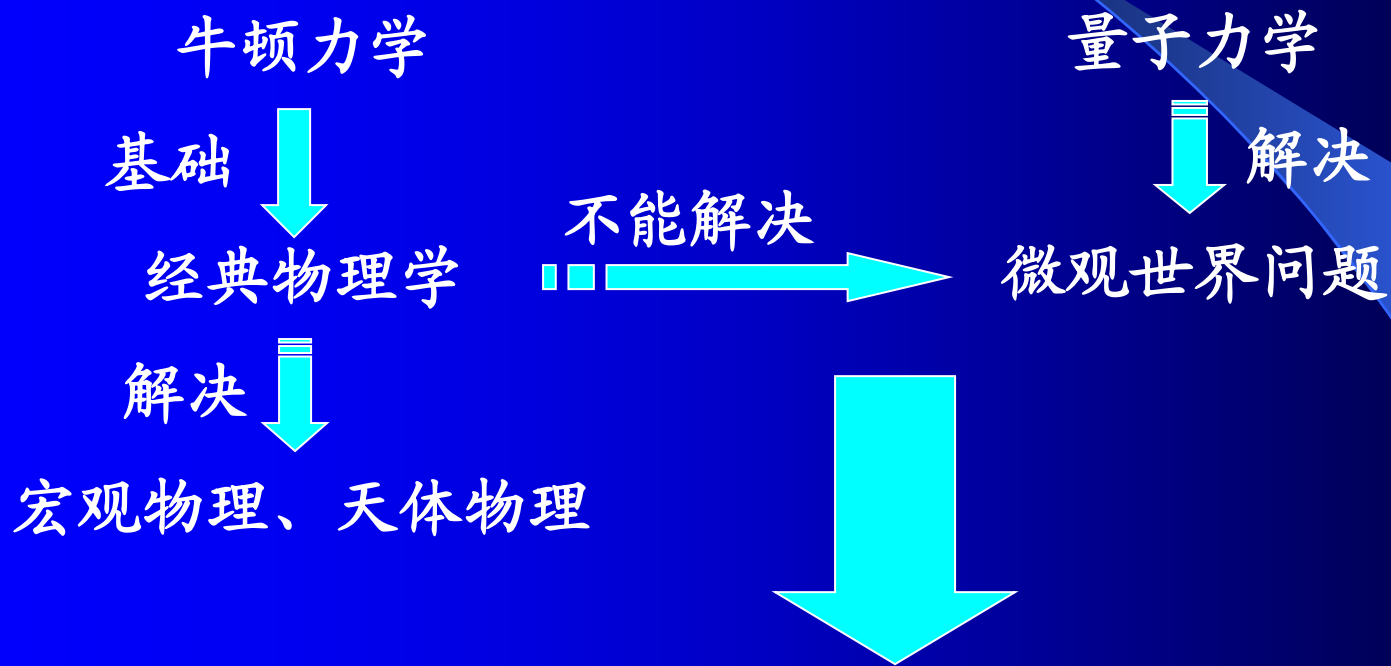 牛顿力学
量子力学
基础
解决
不能解决
经典物理学
微观世界问题
解决
宏观物理、天体物理